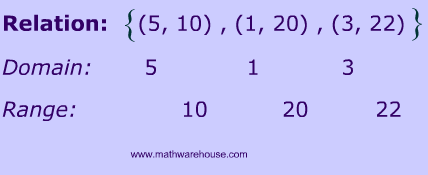 Relation: {(5, 10) , (1, 20) , (3, 22)}
Domain: 5 1 3
Range: 10 20 22
www.mathwarehouse.com